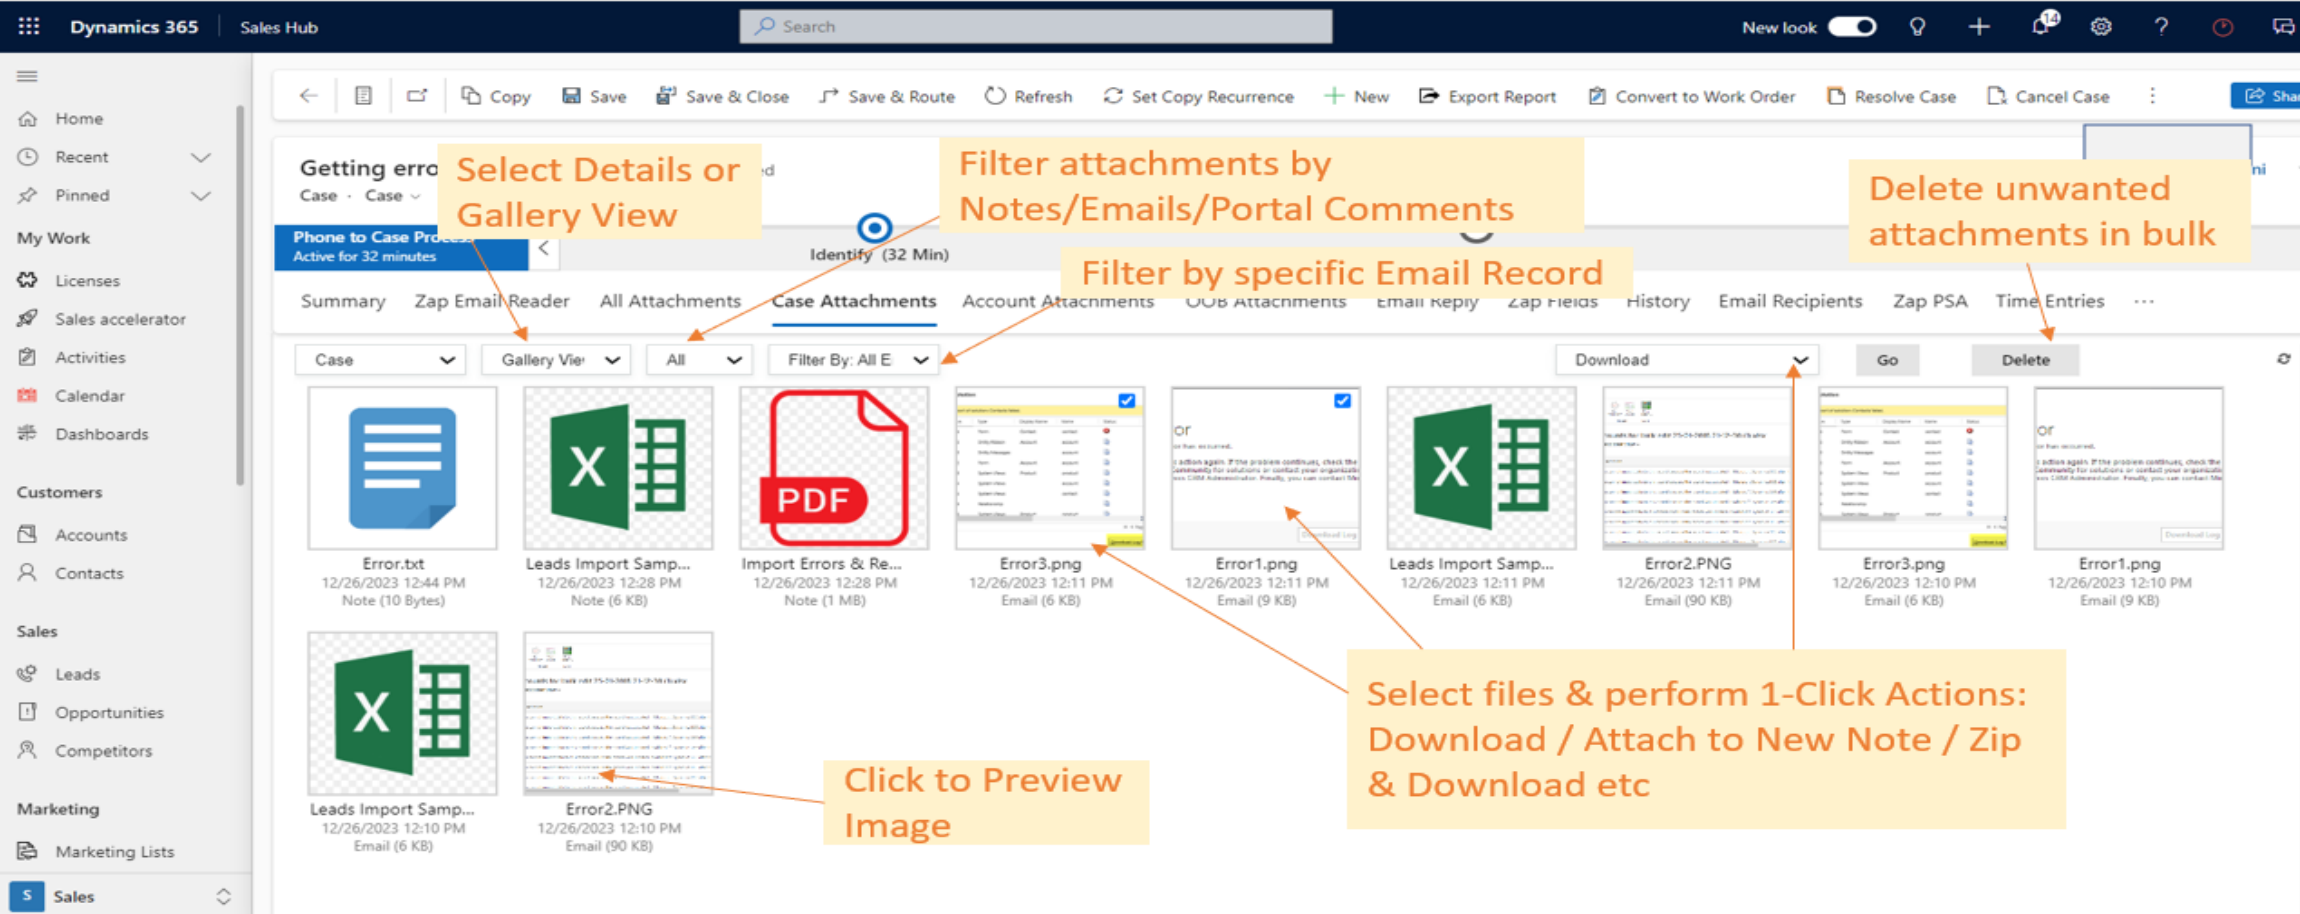 Dynamics 365 Sales Hub Search New look 14
Copy Save Save & Close Save & Route Refresh Set Copy Recurrence New Export Report Convert to Work Order Resolve Case Cancel Case
Home
Recent
Pinned
My Work
Licenses
Sales accelerator
Activities
Calendar
Dashboards
Customers
Accounts
Contacts
Sales
Leads
Opportunities
Competitors
Marketing
Marketing Lists
S Sales
Getting erro
Case · Case
Select Details or
Gallery View
Filter attachments by
Notes/Emails/Portal Comments
Delete unwanted
attachments in bulk
Phone to Case
Active for 32 minutes
Identify (32 Min)
Filter by specific Email Record
Summary Zap Email Reader All Attachments Case Attachments Account Attachments OOB Attachments Email Reply Zap Fields History Email Recipients Zap PSA Time Entries ···
Case Gallery Vie All Filter By: All E Download Go Delete
PDF
Error.txt
12/26/2023 12:44 PM
Note (10 Bytes)
Leads Import Samp...
12/26/2023 12:28 PM
Note (6 KB)
Import Errors & Re...
12/26/2023 12:28 PM
Note (1 MB)
Error3.png
12/26/2023 12:11 PM
Email (6 KB)
Error1.png
12/26/2023 12:11 PM
Email (9 KB)
Leads Import Samp...
12/26/2023 12:11 PM
Email (6 KB)
Error2.PNG
12/26/2023 12:11 PM
Email (90 KB)
Error3.png
12/26/2023 12:10 PM
Email (6 KB)
Error1.png
12/26/2023 12:10 PM
Email (9 KB)
Leads Import Samp...
12/26/2023 12:10 PM
Email (6 KB)
Error2.PNG
12/26/2023 12:10 PM
Email (90 KB)
Click to Preview
Image
Select files & perform 1-Click Actions:
Download / Attach to New Note / Zip
& Download etc